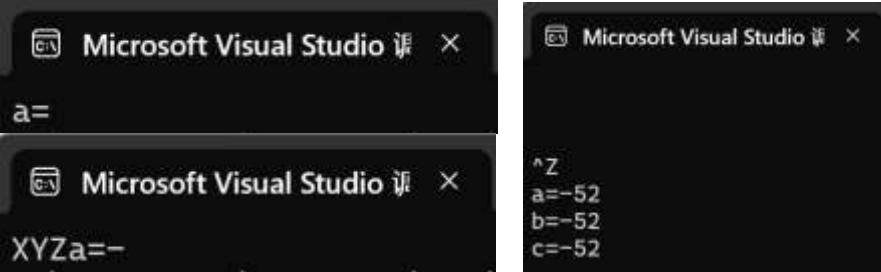 Microsoft Visual Studio 调
a=
Microsoft Visual Studio 调
XYZa=-
Microsoft Visual Studio 调
^Z
a=-52
b=-52
c=-52